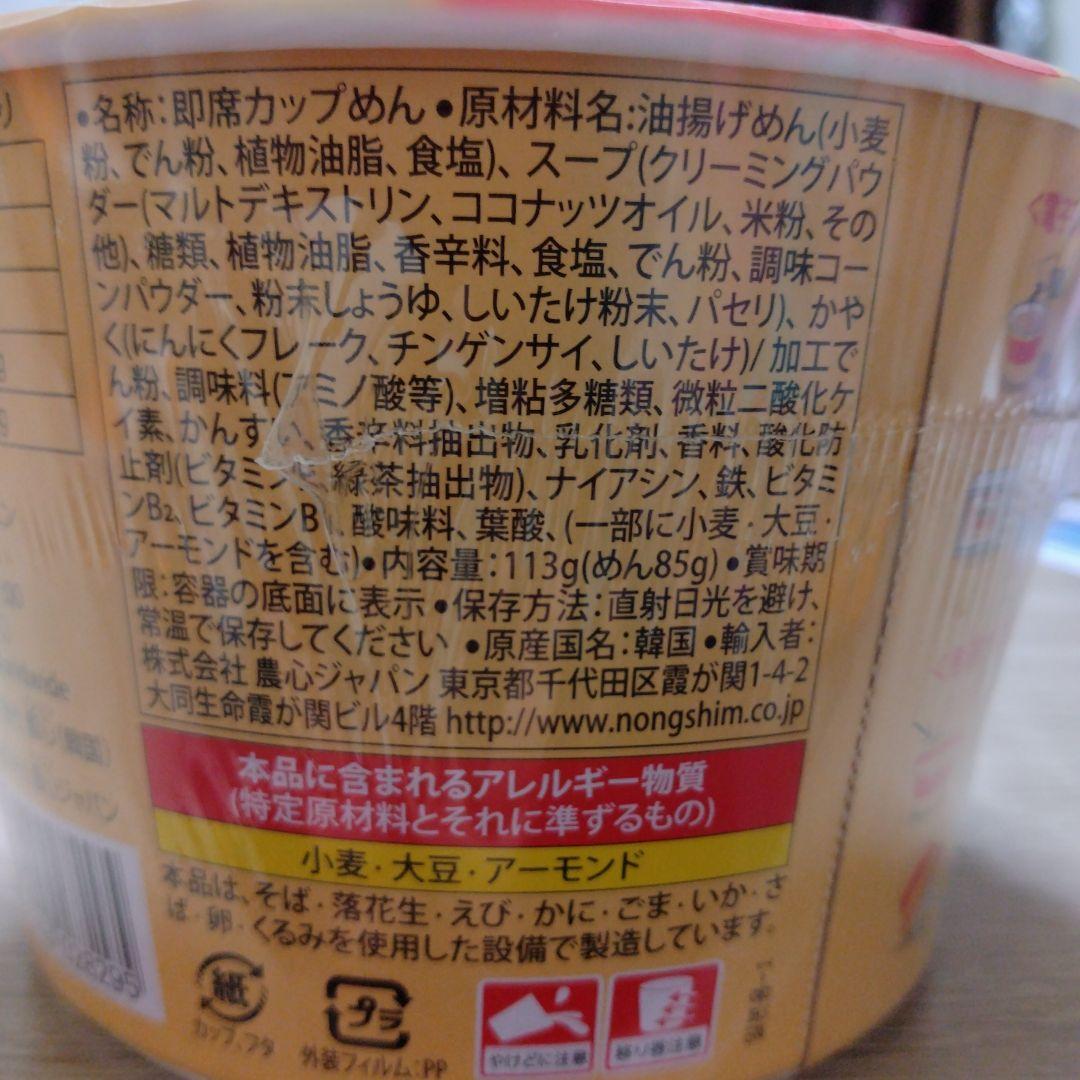 •名称：即席カップめん •原材料名：油揚げめん(小麦
粉、でん粉、植物油脂、食塩)、スープ(クリーミングパウ
ダー(マルトデキストリン、ココナッツオイル、米粉、その
他)、糖類、植物油脂、香辛料、食塩、でん粉、調味コー
ンパウダー、粉末しょうゆ、しいたけ粉末、パセリ)、かや
く(にんにくフレーク、チンゲンサイ、しいたけ)/加工で
ん粉、調味料(アミノ酸等)、増粘多糖類、微粒二酸化ケ
イ素、かんすい、香辛料抽出物、乳化剤、香料、酸化防
止剤(ビタミン 緑茶抽出物)、ナイアシン、鉄、ビタミ
ンB₂、ビタミンB 、酸味料、葉酸、(一部に小麦・大豆・
アーモンドを含む)•内容量：113g(めん85g) •賞味期
限：容器の底面に表示 •保存方法：直射日光を避け、
常温で保存してください •原産国名：韓国 •輸入者：
株式会社 農心ジャパン 東京都千代田区霞が関1-4-2
大同生命霞が関ビル4階 http://www.nongshim.co.jp
本品に含まれるアレルギー物質
(特定原材料とそれに準ずるもの)
小麦・大豆・アーモンド
本品は、そば・落花生・えび・かに・ごま・いか・さ
ば・卵・くるみを使用した設備で製造しています。
紙
カップ、フタ
プラ
外装フィルム：PP
やけどに注意
28295